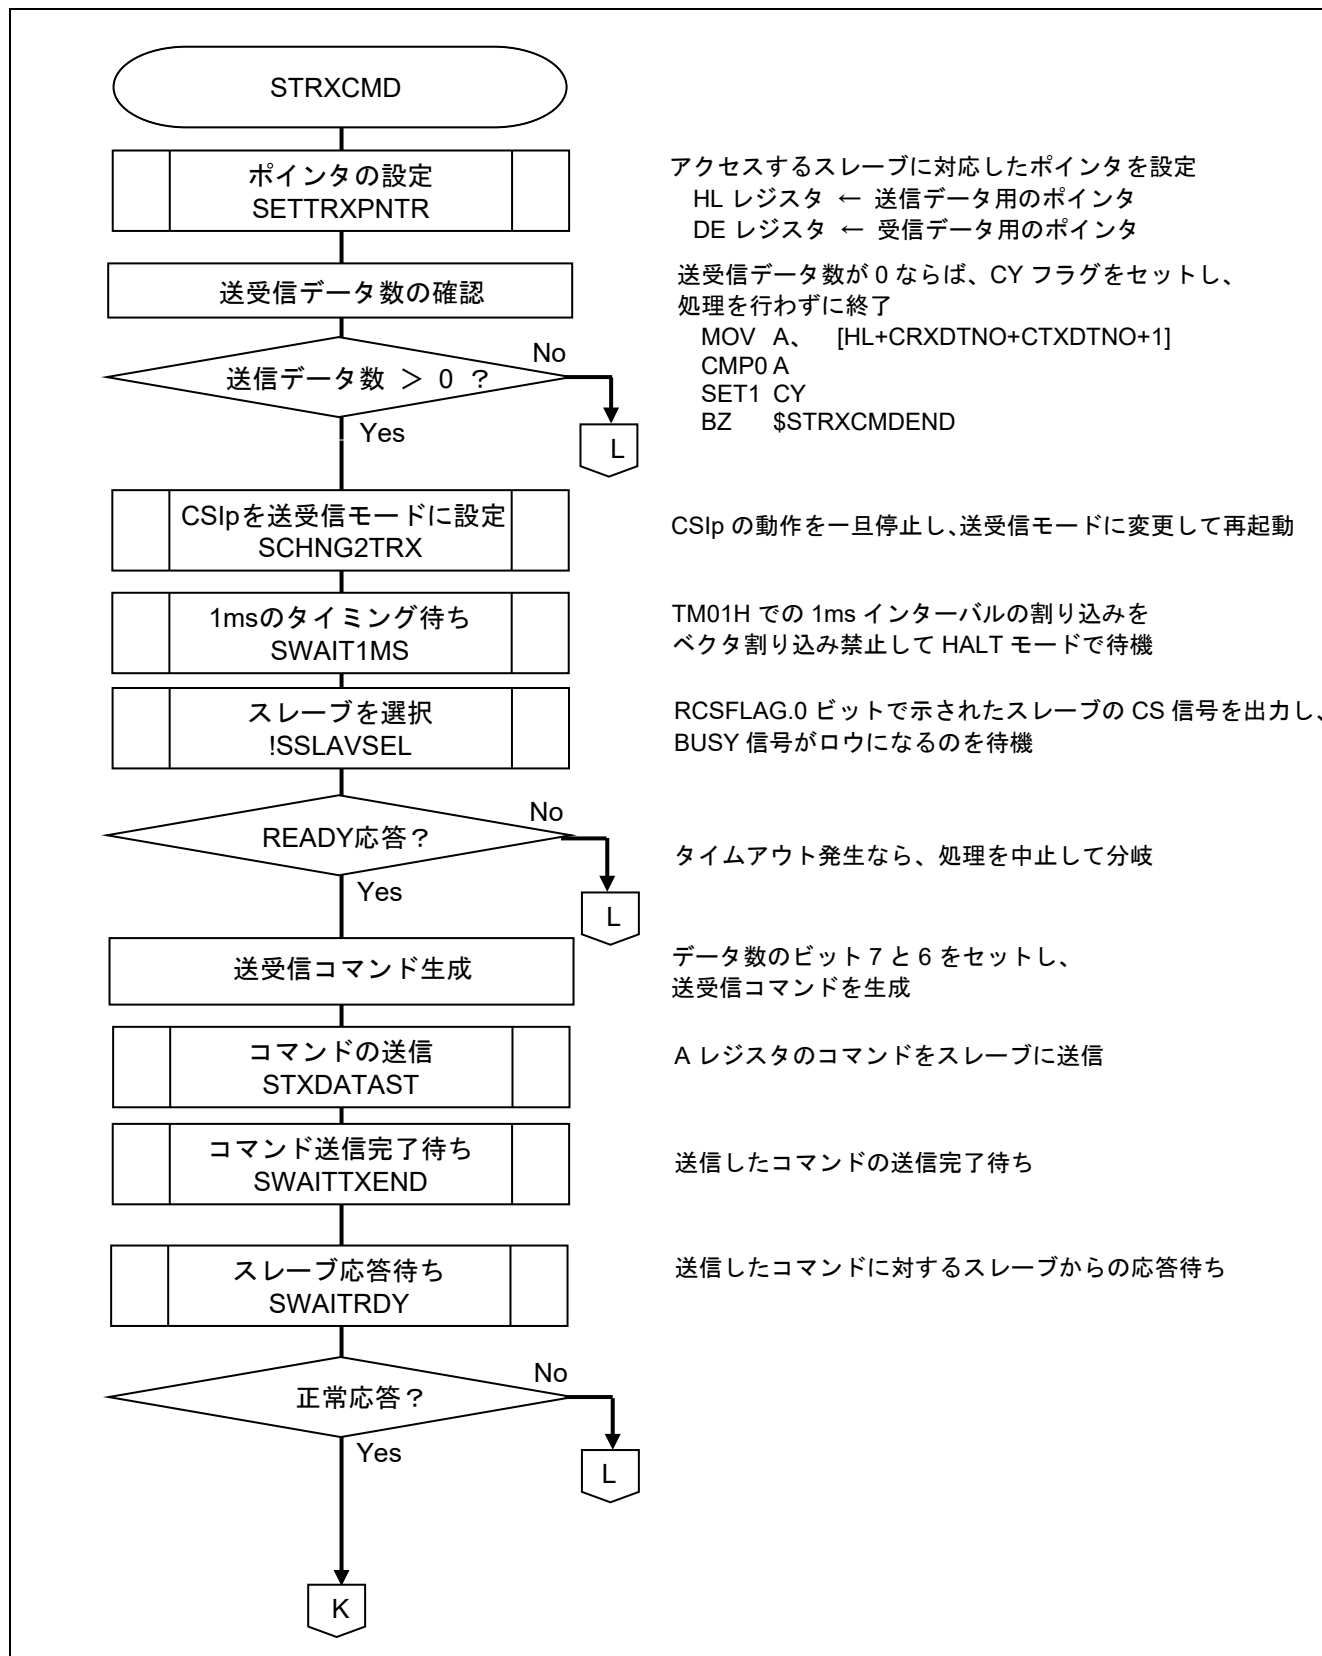 STRXCMD
ポインタの設定
SETTRXPNTR
アクセスするスレーブに対応したポインタを設定
HL レジスタ ← 送信データ用のポインタ
DE レジスタ ← 受信データ用のポインタ
送受信データ数の確認
送受信データ数が 0 ならば、CY フラグをセットし、
処理を行わずに終了
MOV A、 [HL+CRXDTNO+CTXDTNO+1]
CMP0 A
SET1 CY
BZ $STRXCMDEND
送信データ数 ＞ 0 ？
No
Yes
L
CSIpを送受信モードに設定
SCHNG2TRX
CSIp の動作を一旦停止し、送受信モードに変更して再起動
1msのタイミング待ち
SWAIT1MS
TM01H での 1ms インターバルの割り込みを
ベクタ割り込み禁止して HALT モードで待機
スレーブを選択
!SSLAVSEL
RCSFLAG.0 ビットで示されたスレーブの CS 信号を出力し、
BUSY 信号がロウになるのを待機
READY応答？
No
Yes
L
タイムアウト発生なら、処理を中止して分岐
送受信コマンド生成
データ数のビット 7 と 6 をセットし、
送受信コマンドを生成
コマンドの送信
STXDATAST
A レジスタのコマンドをスレーブに送信
コマンド送信完了待ち
SWAITTXEND
送信したコマンドの送信完了待ち
スレーブ応答待ち
SWAITRDY
送信したコマンドに対するスレーブからの応答待ち
正常応答？
No
Yes
L
K